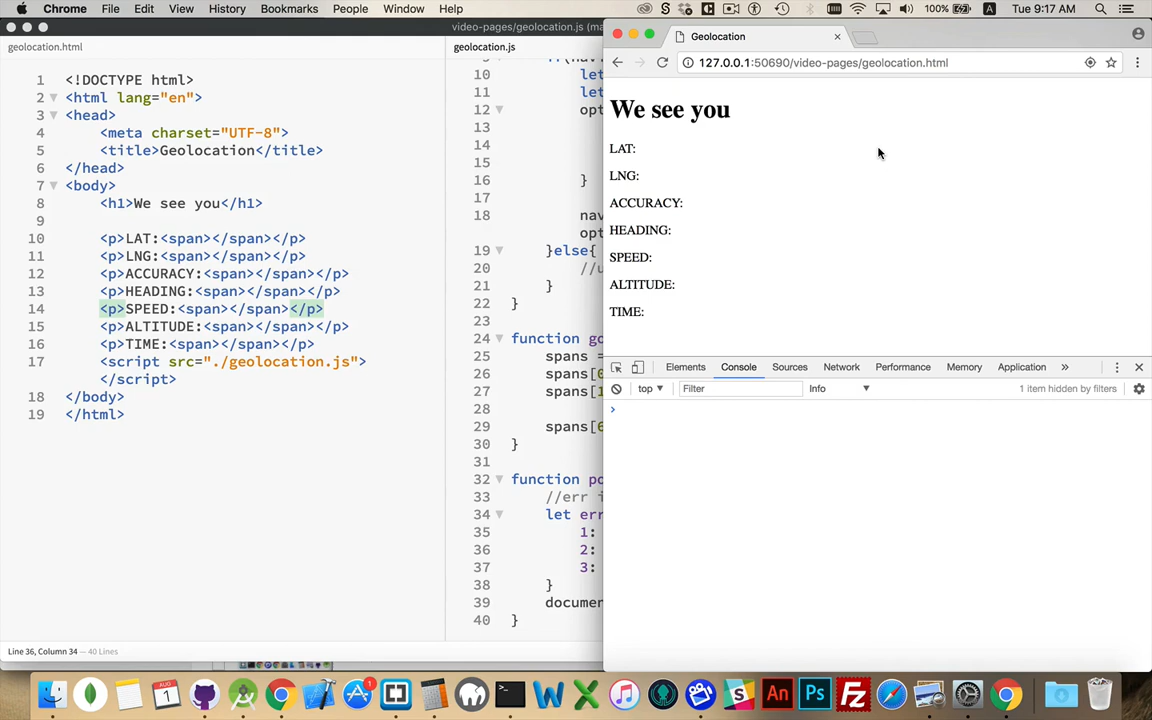 Chrome File Edit View History Bookmarks People Window Help 100% Tue 9:17 AM
video-pages/geolocation.js (ma
geolocation.html
1 <!DOCTYPE html>
2 <html lang="en">
3 <head>
4 <meta charset="UTF-8">
5 <title>Geolocation</title>
6 </head>
7 <body>
8 <h1>We see you</h1>
9
10 <p>LAT:<span></span></p>
11 <p>LNG:<span></span></p>
12 <p>ACCURACY:<span></span></p>
13 <p>HEADING:<span></span></p>
14 <p>SPEED:<span></span></p>
15 <p>ALTITUDE:<span></span></p>
16 <p>TIME:<span></span></p>
17 <script src="./geolocation.js">
</script>
18 </body>
19 </html>
Line 36, Column 34 — 40 Lines
geolocation.js
10 let
11 let
12 opt
13
14
15
16 }
17
18 nav
opt
19 }else{
20 //u
21 }
22 }
23
24 function go
25 spans =
26 spans[0
27 spans[1
28
29 spans[6
30 }
31
32 function po
33 //err i
34 let err
35 1:
36 2:
37 3:
38 }
39 documen
40 }
Geolocation
127.0.0.1:50690/video-pages/geolocation.html
We see you
LAT:
LNG:
ACCURACY:
HEADING:
SPEED:
ALTITUDE:
TIME:
Elements Console Sources Network Performance Memory Application
top Filter Info 1 item hidden by filters
An Ps Fz